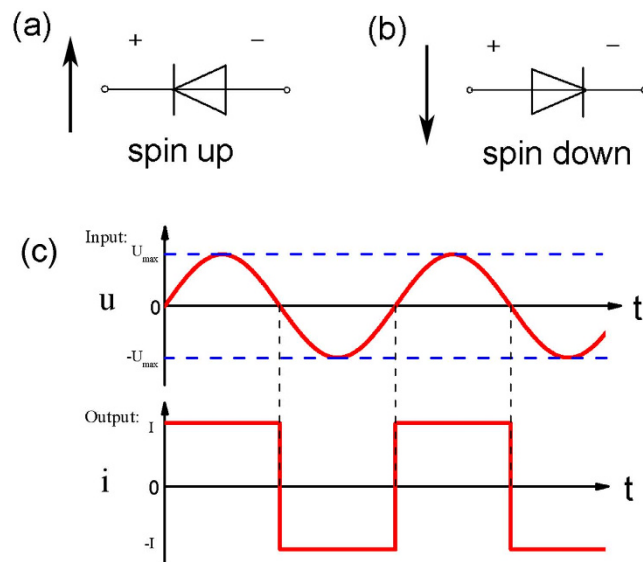 (a)
+ −
spin up
(b)
+ −
spin down
(c)
Input:
Umax
u
0
t
-Umax
Output:
I
i
0
t
-I